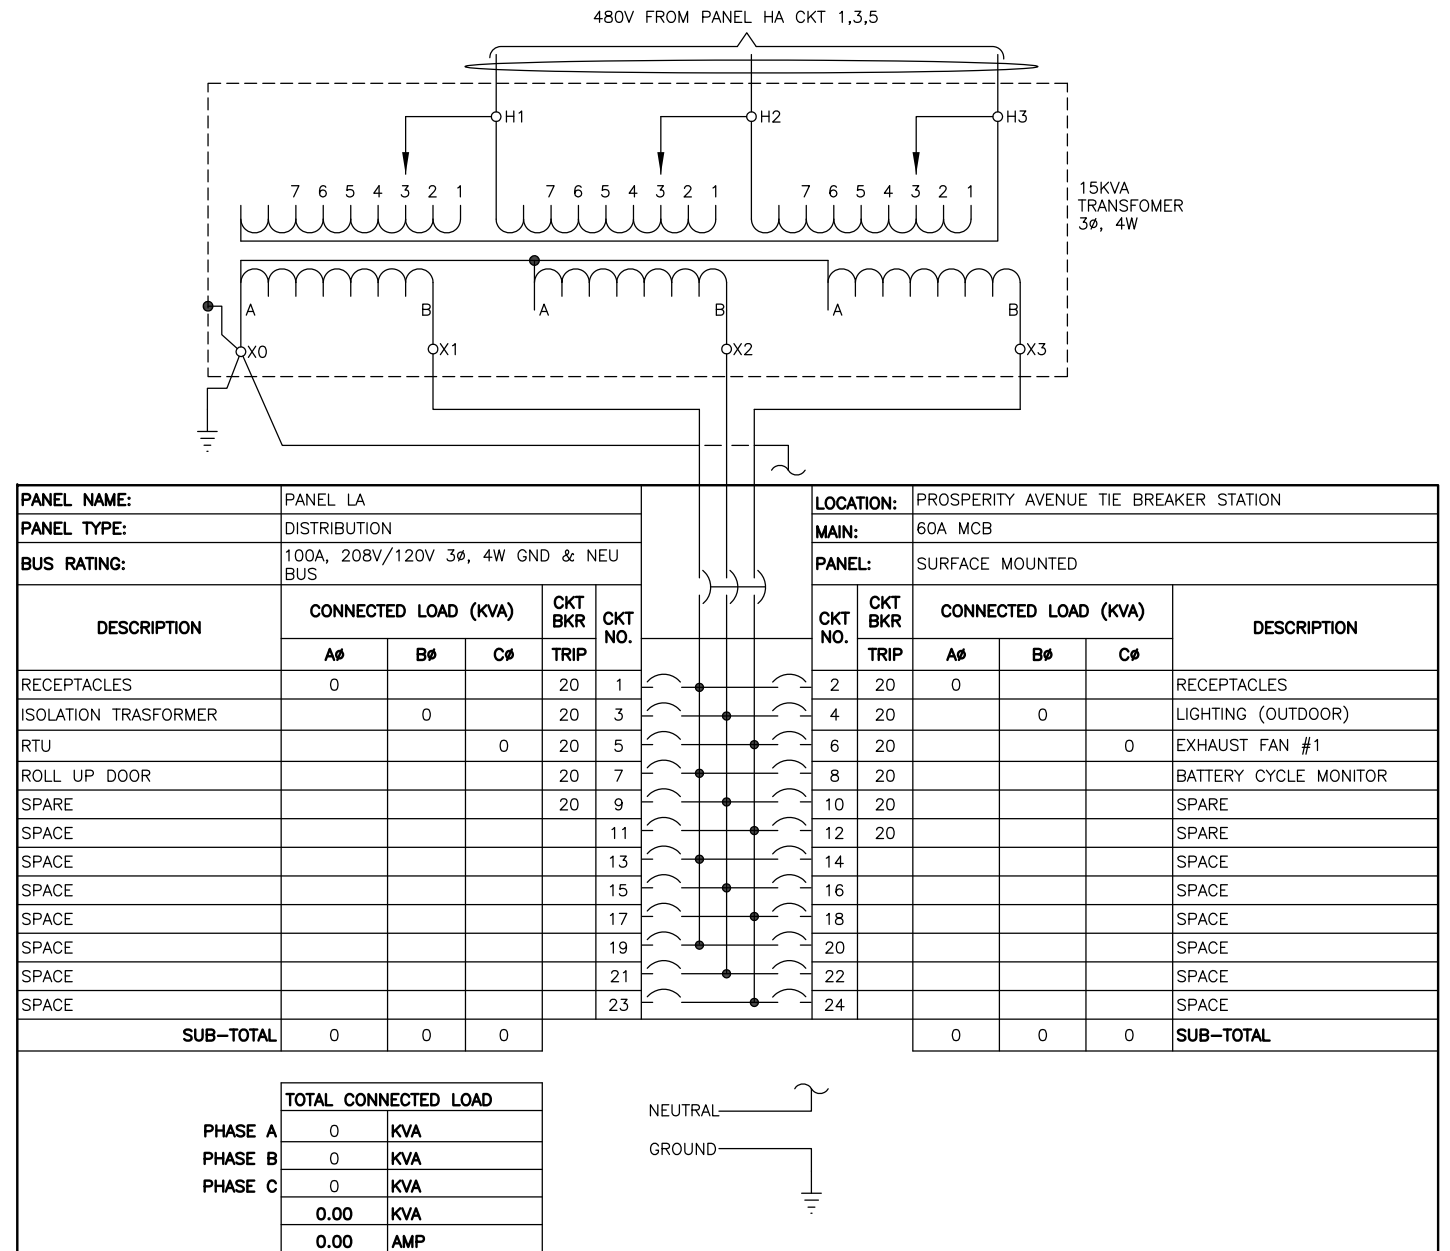 480V FROM PANEL HA CKT 1,3,5
H1 H2 H3
7 6 5 4 3 2 1 7 6 5 4 3 2 1 7 6 5 4 3 2 1
15KVA
TRANSFOMER
3ø, 4W
A B A B A B
X0 X1 X2 X3
PANEL NAME: PANEL LA LOCATION: PROSPERITY AVENUE TIE BREAKER STATION
PANEL TYPE: DISTRIBUTION MAIN: 60A MCB
BUS RATING: 100A, 208V/120V 3ø, 4W GND & NEU
BUS
PANEL: SURFACE MOUNTED
DESCRIPTION CONNECTED LOAD (KVA) CKT
BKR CKT
NO. CKT
NO. CKT
BKR CONNECTED LOAD (KVA) DESCRIPTION
Aø Bø Cø TRIP TRIP Aø Bø Cø
RECEPTACLES 0 20 1 2 20 0 RECEPTACLES
ISOLATION TRASFORMER 0 20 3 4 20 0 LIGHTING (OUTDOOR)
RTU 0 20 5 6 20 0 EXHAUST FAN #1
ROLL UP DOOR 20 7 8 20 BATTERY CYCLE MONITOR
SPARE 20 9 10 20 SPARE
SPACE 11 12 20 SPARE
SPACE 13 14 SPACE
SPACE 15 16 SPACE
SPACE 17 18 SPACE
SPACE 19 20 SPACE
SPACE 21 22 SPACE
SPACE 23 24 SPACE
SUB-TOTAL 0 0 0 0 0 0 SUB-TOTAL
TOTAL CONNECTED LOAD
PHASE A 0 KVA
PHASE B 0 KVA
PHASE C 0 KVA
0.00 KVA
0.00 AMP
NEUTRAL
GROUND